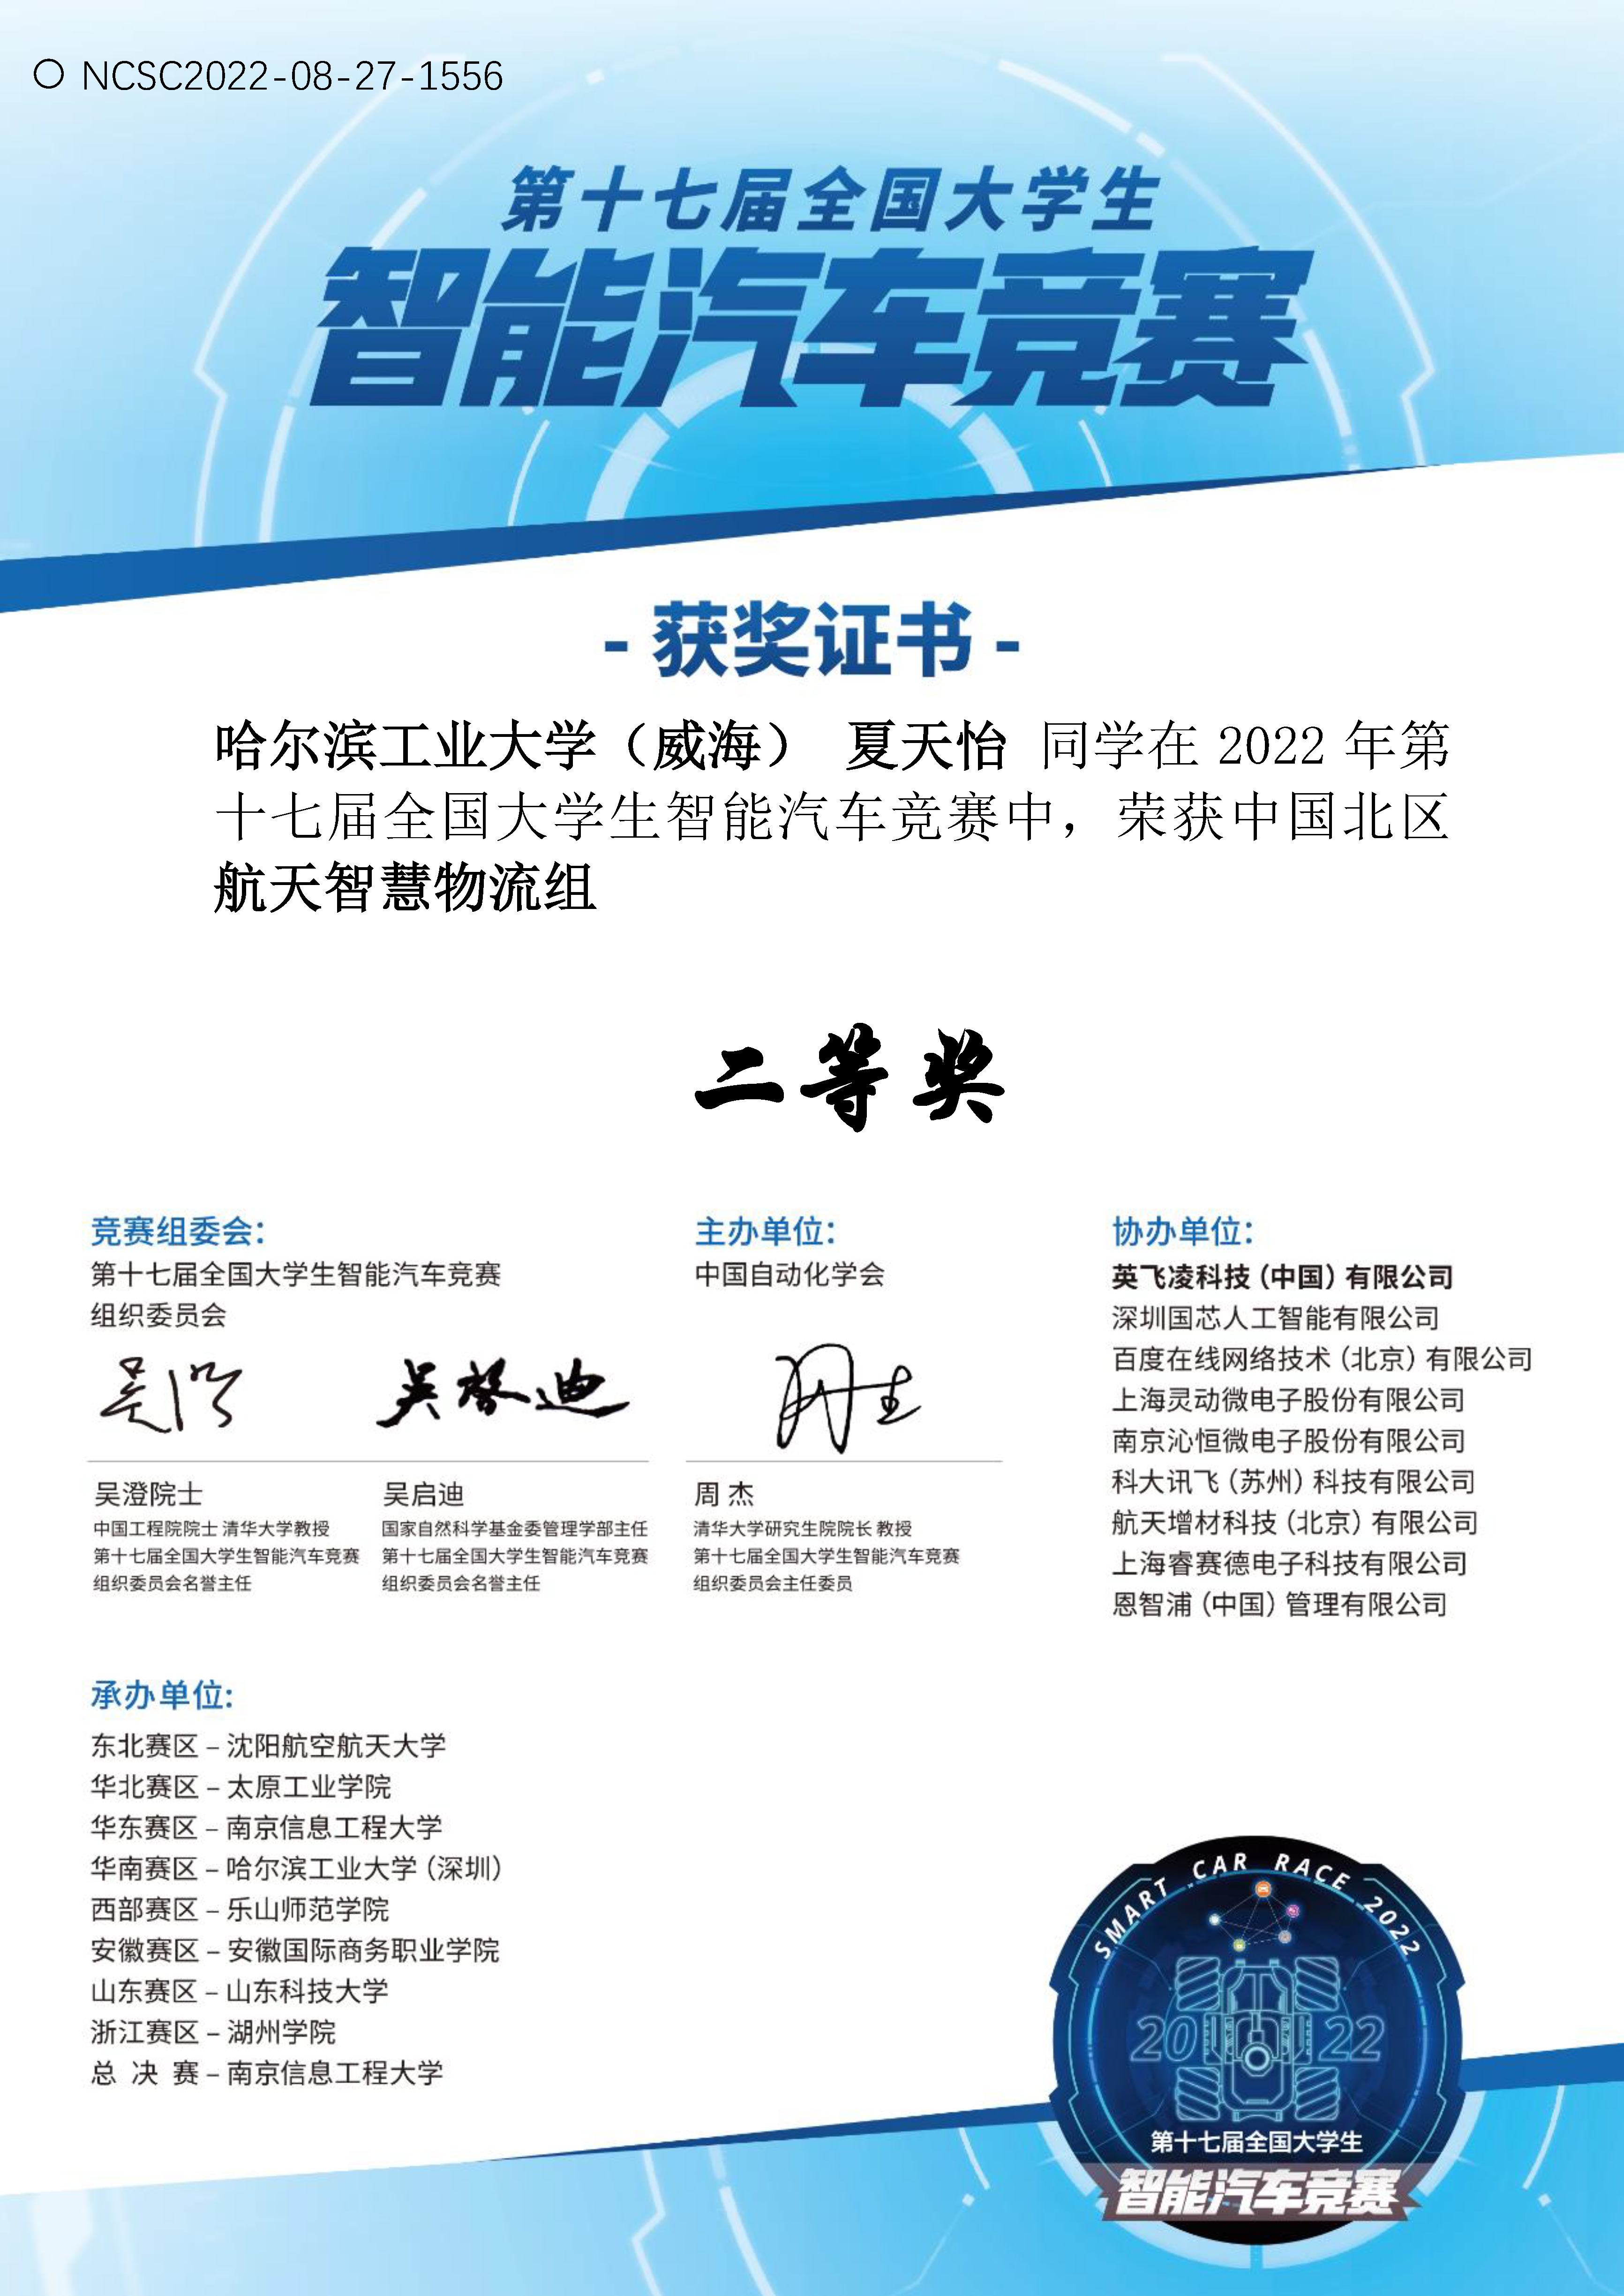 ○ NCSC2022-08-27-1556
第十七届全国大学生
智能汽车竞赛
- 获奖证书 -
哈尔滨工业大学（威海） 夏天怡 同学在 2022 年第
十七届全国大学生智能汽车竞赛中，荣获中国北区
航天智慧物流组
二等奖
竞赛组委会：
第十七届全国大学生智能汽车竞赛
组织委员会
吴澄
吴启迪
吴澄院士
中国工程院院士 清华大学教授
第十七届全国大学生智能汽车竞赛
组织委员会名誉主任
吴启迪
国家自然科学基金委管理学部主任
第十七届全国大学生智能汽车竞赛
组织委员会名誉主任
主办单位：
中国自动化学会
周 杰
清华大学研究生院院长 教授
第十七届全国大学生智能汽车竞赛
组织委员会主任委员
协办单位：
英飞凌科技（中国）有限公司
深圳国芯人工智能有限公司
百度在线网络技术（北京）有限公司
上海灵动微电子股份有限公司
南京沁恒微电子股份有限公司
科大讯飞（苏州）科技有限公司
航天增材科技（北京）有限公司
上海睿赛德电子科技有限公司
恩智浦（中国）管理有限公司
承办单位:
东北赛区 – 沈阳航空航天大学
华北赛区 – 太原工业学院
华东赛区 – 南京信息工程大学
华南赛区 – 哈尔滨工业大学（深圳）
西部赛区 – 乐山师范学院
安徽赛区 – 安徽国际商务职业学院
山东赛区 – 山东科技大学
浙江赛区 – 湖州学院
总 决 赛 – 南京信息工程大学
SMART CAR RACE 2022
2022
第十七届全国大学生
智能汽车竞赛